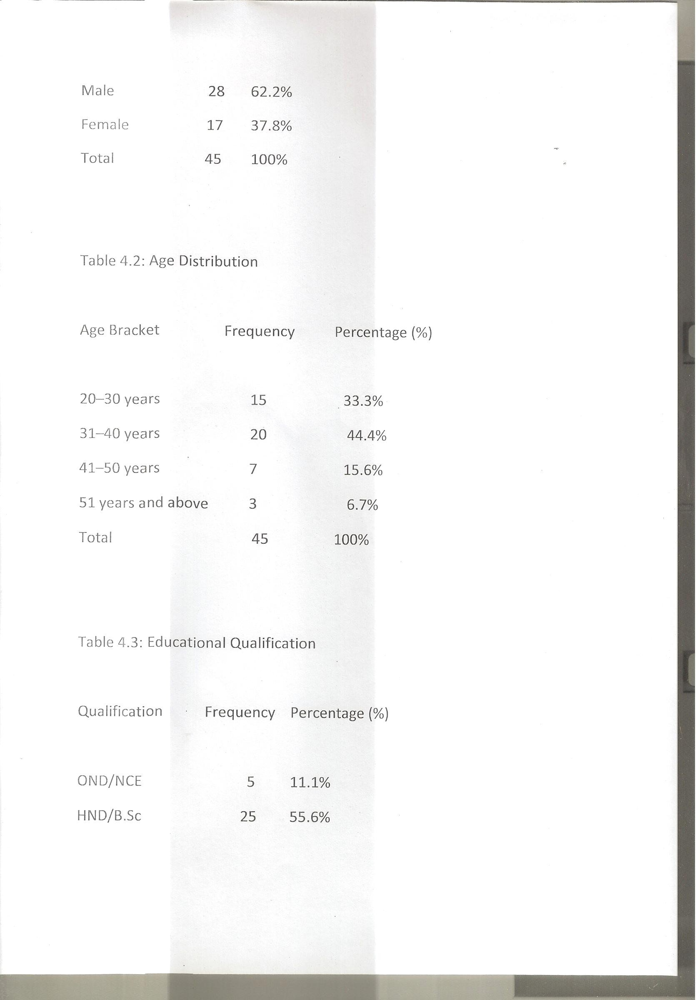 Male 28 62.2%
Female 17 37.8%
Total 45 100%
Table 4.2: Age Distribution
Age Bracket Frequency Percentage (%)
20–30 years 15 33.3%
31–40 years 20 44.4%
41–50 years 7 15.6%
51 years and above 3 6.7%
Total 45 100%
Table 4.3: Educational Qualification
Qualification Frequency Percentage (%)
OND/NCE 5 11.1%
HND/B.Sc 25 55.6%